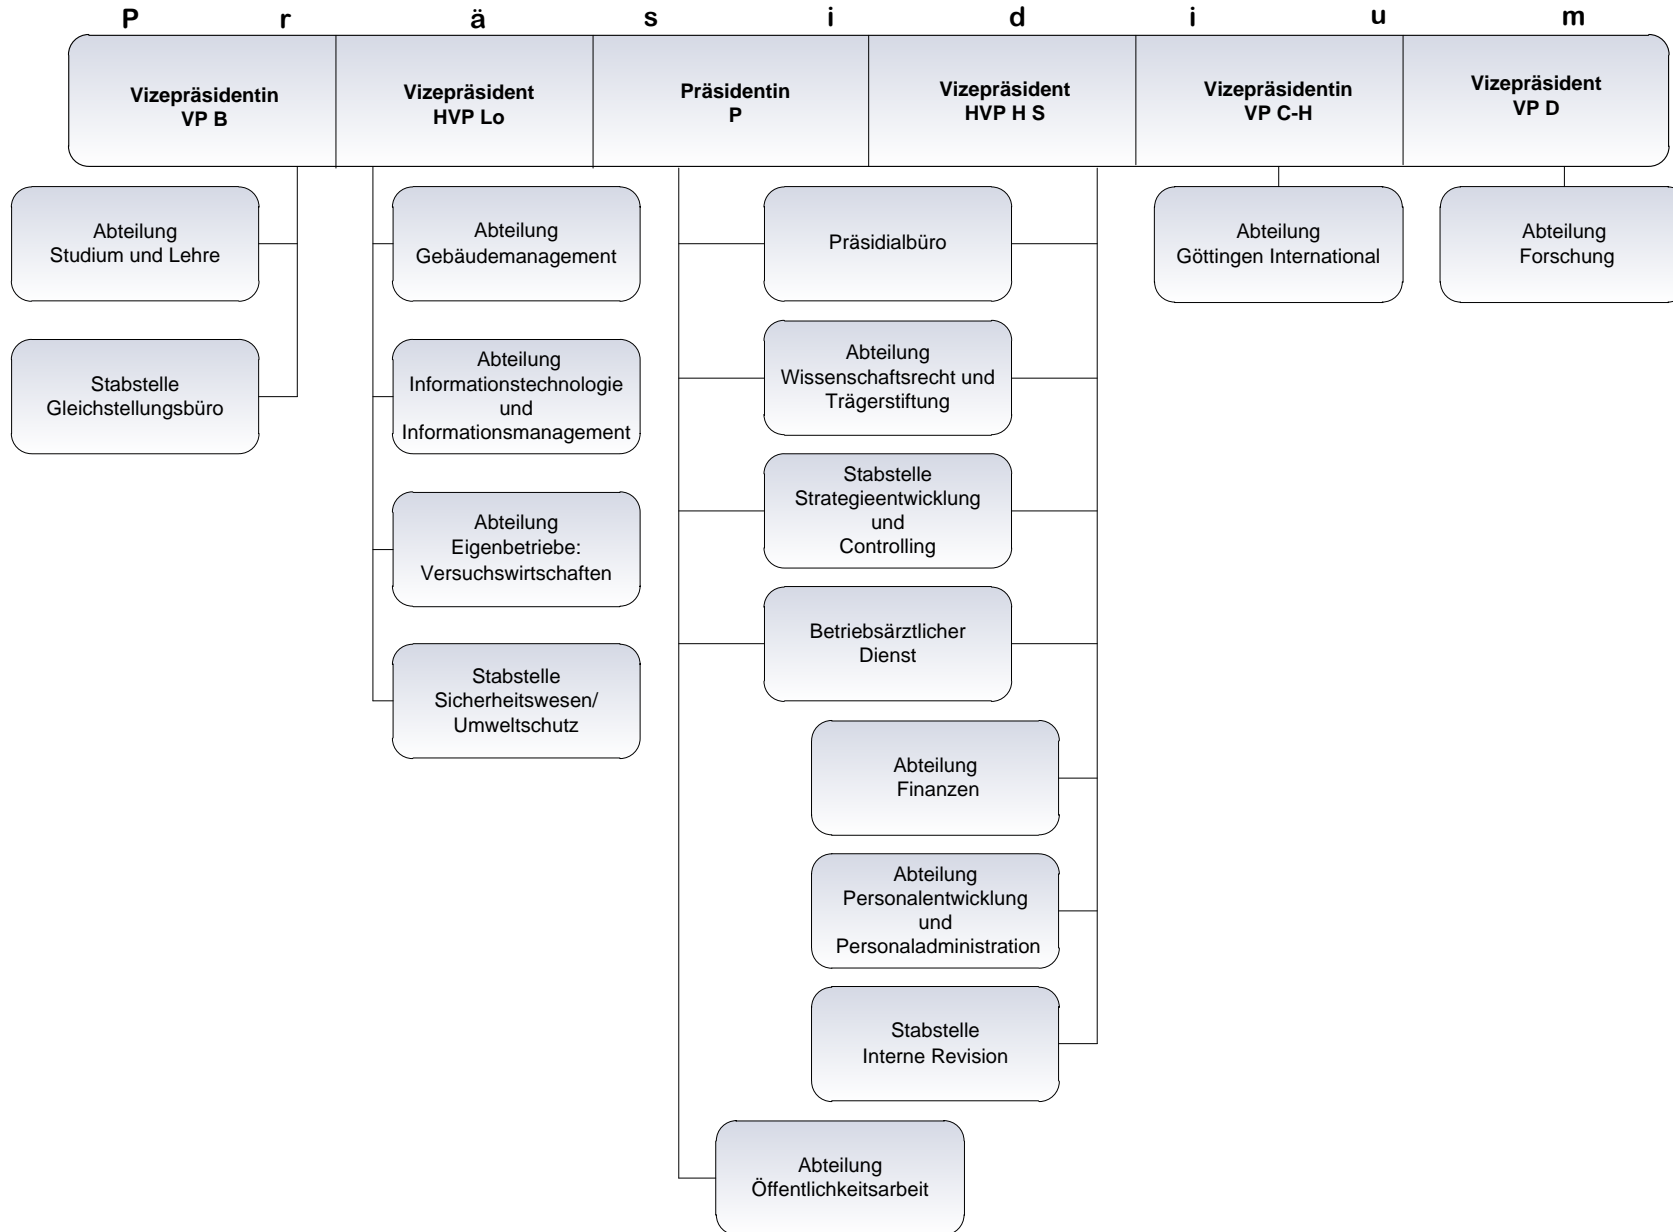 P r ä s i d i u m
Vizepräsidentin
VP B
Vizepräsident
HVP Lo
Präsidentin
P
Vizepräsident
HVP H S
Vizepräsidentin
VP C-H
Vizepräsident
VP D
Abteilung
Studium und Lehre
Abteilung
Gebäudemanagement
Präsidialbüro
Abteilung
Göttingen International
Abteilung
Forschung
Stabstelle
Gleichstellungsbüro
Abteilung
Informationstechnologie
und
Informationsmanagement
Abteilung
Wissenschaftsrecht und
Trägerstiftung
Abteilung
Eigenbetriebe:
Versuchswirtschaften
Stabstelle
Strategieentwicklung
und
Controlling
Stabstelle
Sicherheitswesen/
Umweltschutz
Betriebsärztlicher
Dienst
Abteilung
Finanzen
Abteilung
Personalentwicklung
und
Personaladministration
Stabstelle
Interne Revision
Abteilung
Öffentlichkeitsarbeit